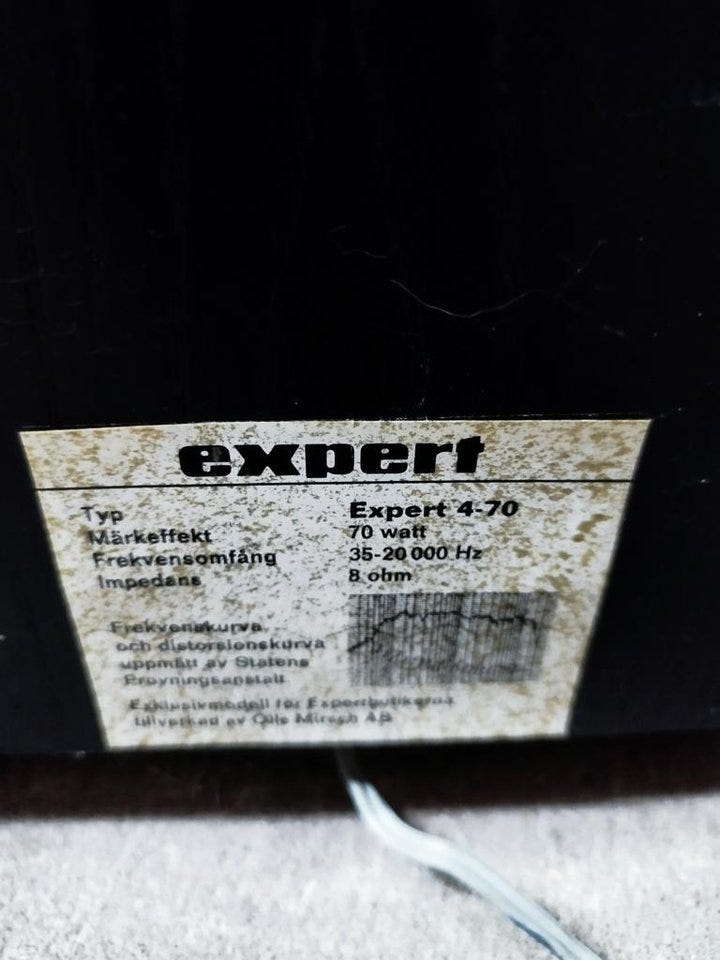 expert
Typ Expert 4-70
Märkeffekt 70 watt
Frekvensomfång 35-20 000 Hz
Impedans 8 ohm
Frekvenskurva
och distorsionskurva
uppmätt av Statens
Provningsanstalt
Exklusivmodell för Expertbutikerna
tillverkad av Olle Mirsch AB